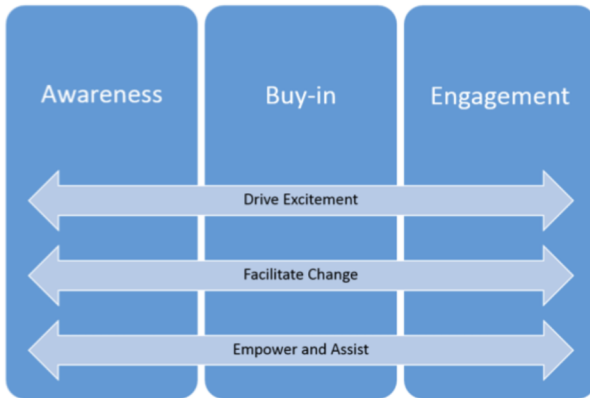 Awareness
Buy-in
Engagement
Drive Excitement
Facilitate Change
Empower and Assist